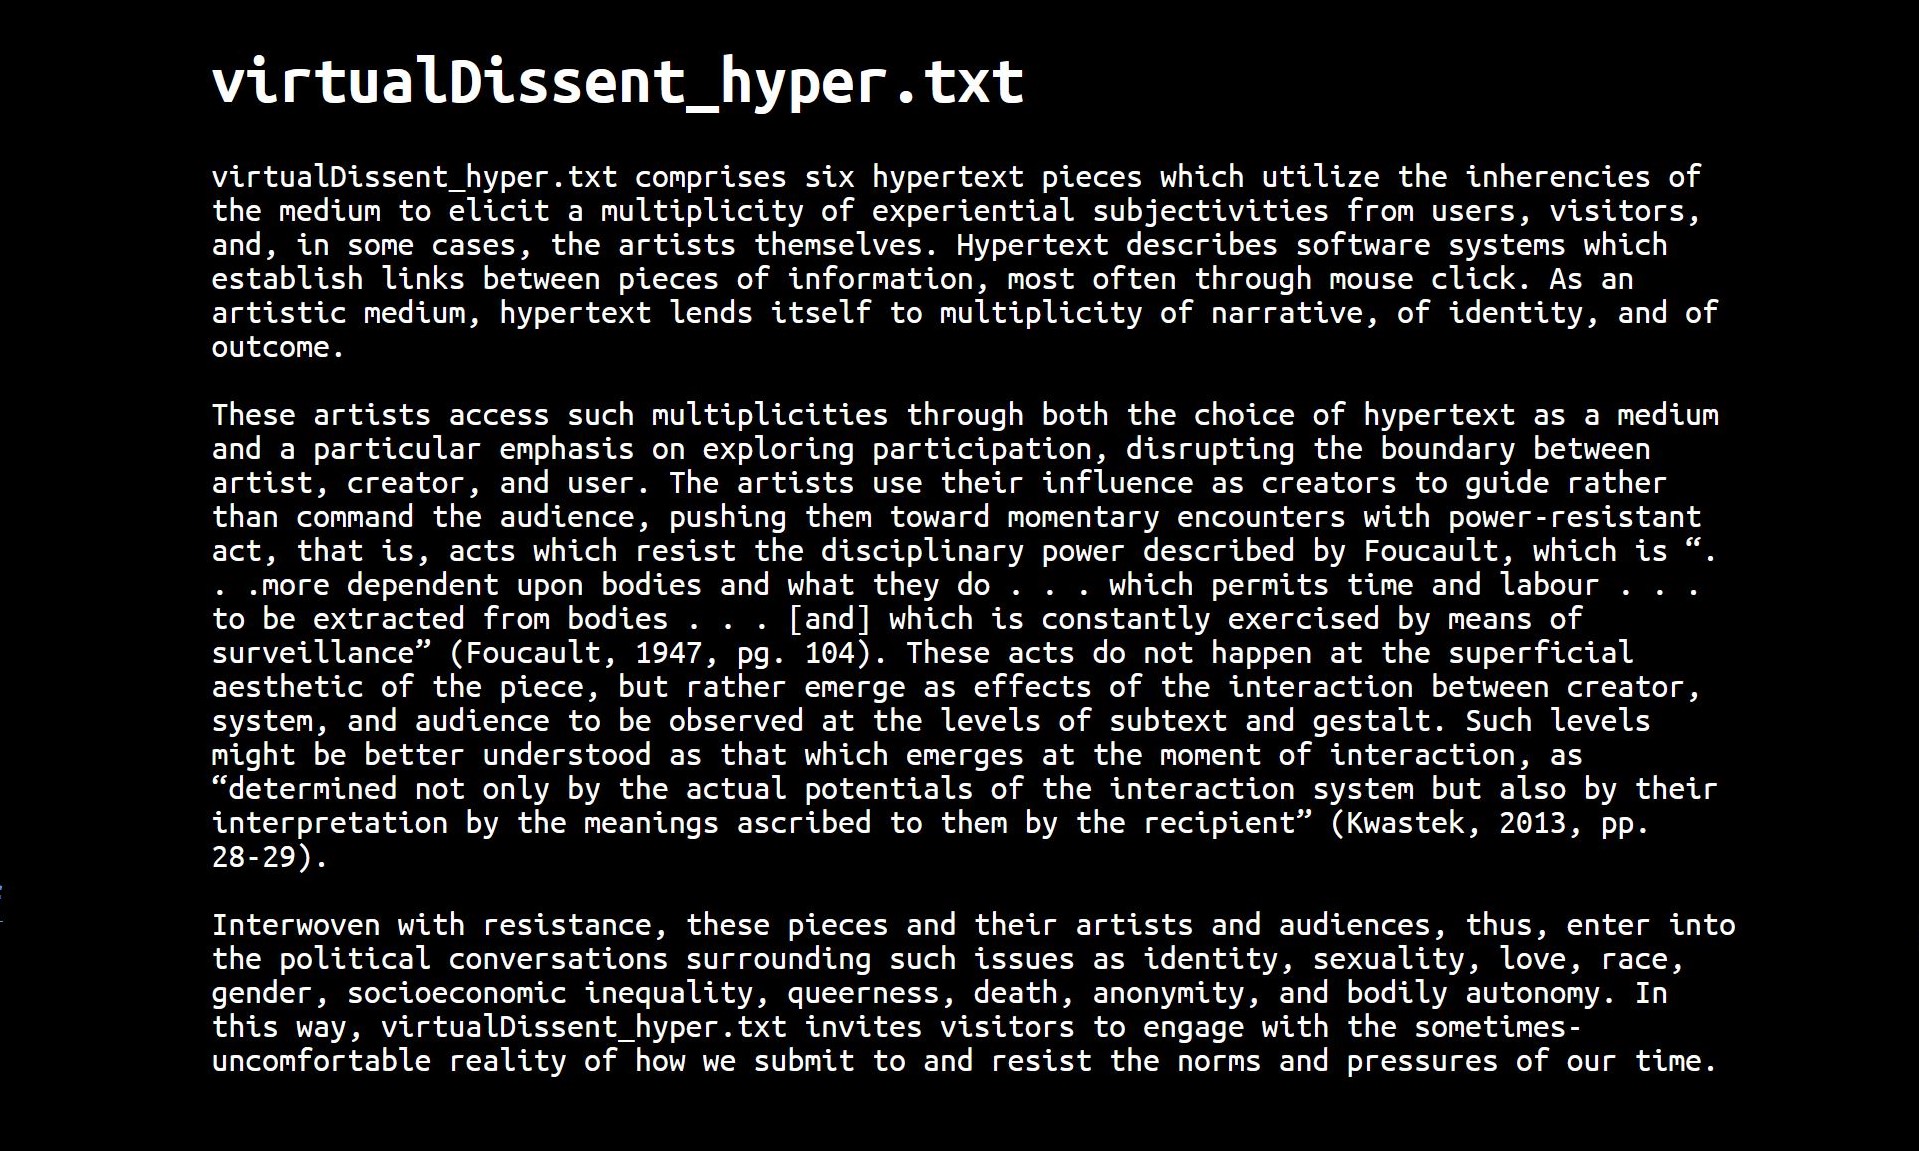 virtualDissent_hyper.txt
virtualDissent_hyper.txt comprises six hypertext pieces which utilize the inherencies of
the medium to elicit a multiplicity of experiential subjectivities from users, visitors,
and, in some cases, the artists themselves. Hypertext describes software systems which
establish links between pieces of information, most often through mouse click. As an
artistic medium, hypertext lends itself to multiplicity of narrative, of identity, and of
outcome.
These artists access such multiplicities through both the choice of hypertext as a medium
and a particular emphasis on exploring participation, disrupting the boundary between
artist, creator, and user. The artists use their influence as creators to guide rather
than command the audience, pushing them toward momentary encounters with power-resistant
act, that is, acts which resist the disciplinary power described by Foucault, which is “.
. .more dependent upon bodies and what they do . . . which permits time and labour . . .
to be extracted from bodies . . . [and] which is constantly exercised by means of
surveillance” (Foucault, 1947, pg. 104). These acts do not happen at the superficial
aesthetic of the piece, but rather emerge as effects of the interaction between creator,
system, and audience to be observed at the levels of subtext and gestalt. Such levels
might be better understood as that which emerges at the moment of interaction, as
“determined not only by the actual potentials of the interaction system but also by their
interpretation by the meanings ascribed to them by the recipient” (Kwastek, 2013, pp.
28-29).
Interwoven with resistance, these pieces and their artists and audiences, thus, enter into
the political conversations surrounding such issues as identity, sexuality, love, race,
gender, socioeconomic inequality, queerness, death, anonymity, and bodily autonomy. In
this way, virtualDissent_hyper.txt invites visitors to engage with the sometimes-
uncomfortable reality of how we submit to and resist the norms and pressures of our time.